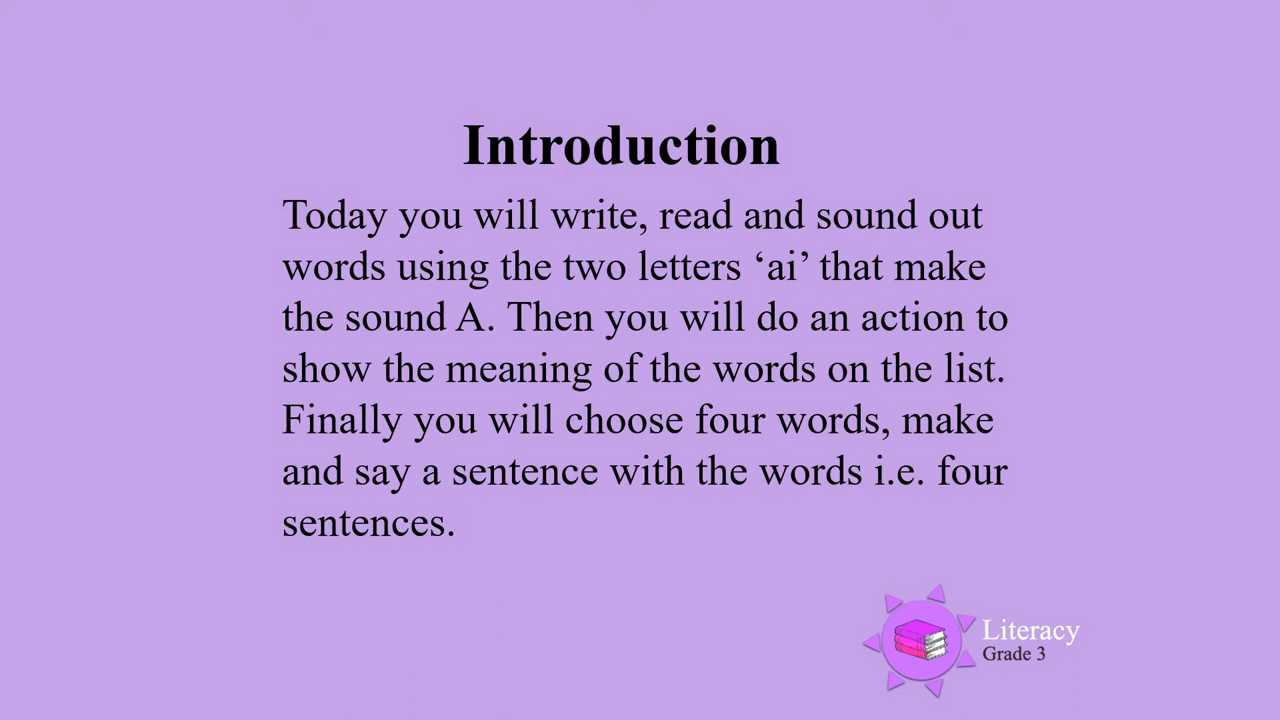 Introduction
Today you will write, read and sound out
words using the two letters ‘ai’ that make
the sound A. Then you will do an action to
show the meaning of the words on the list.
Finally you will choose four words, make
and say a sentence with the words i.e. four
sentences.
Literacy
Grade 3